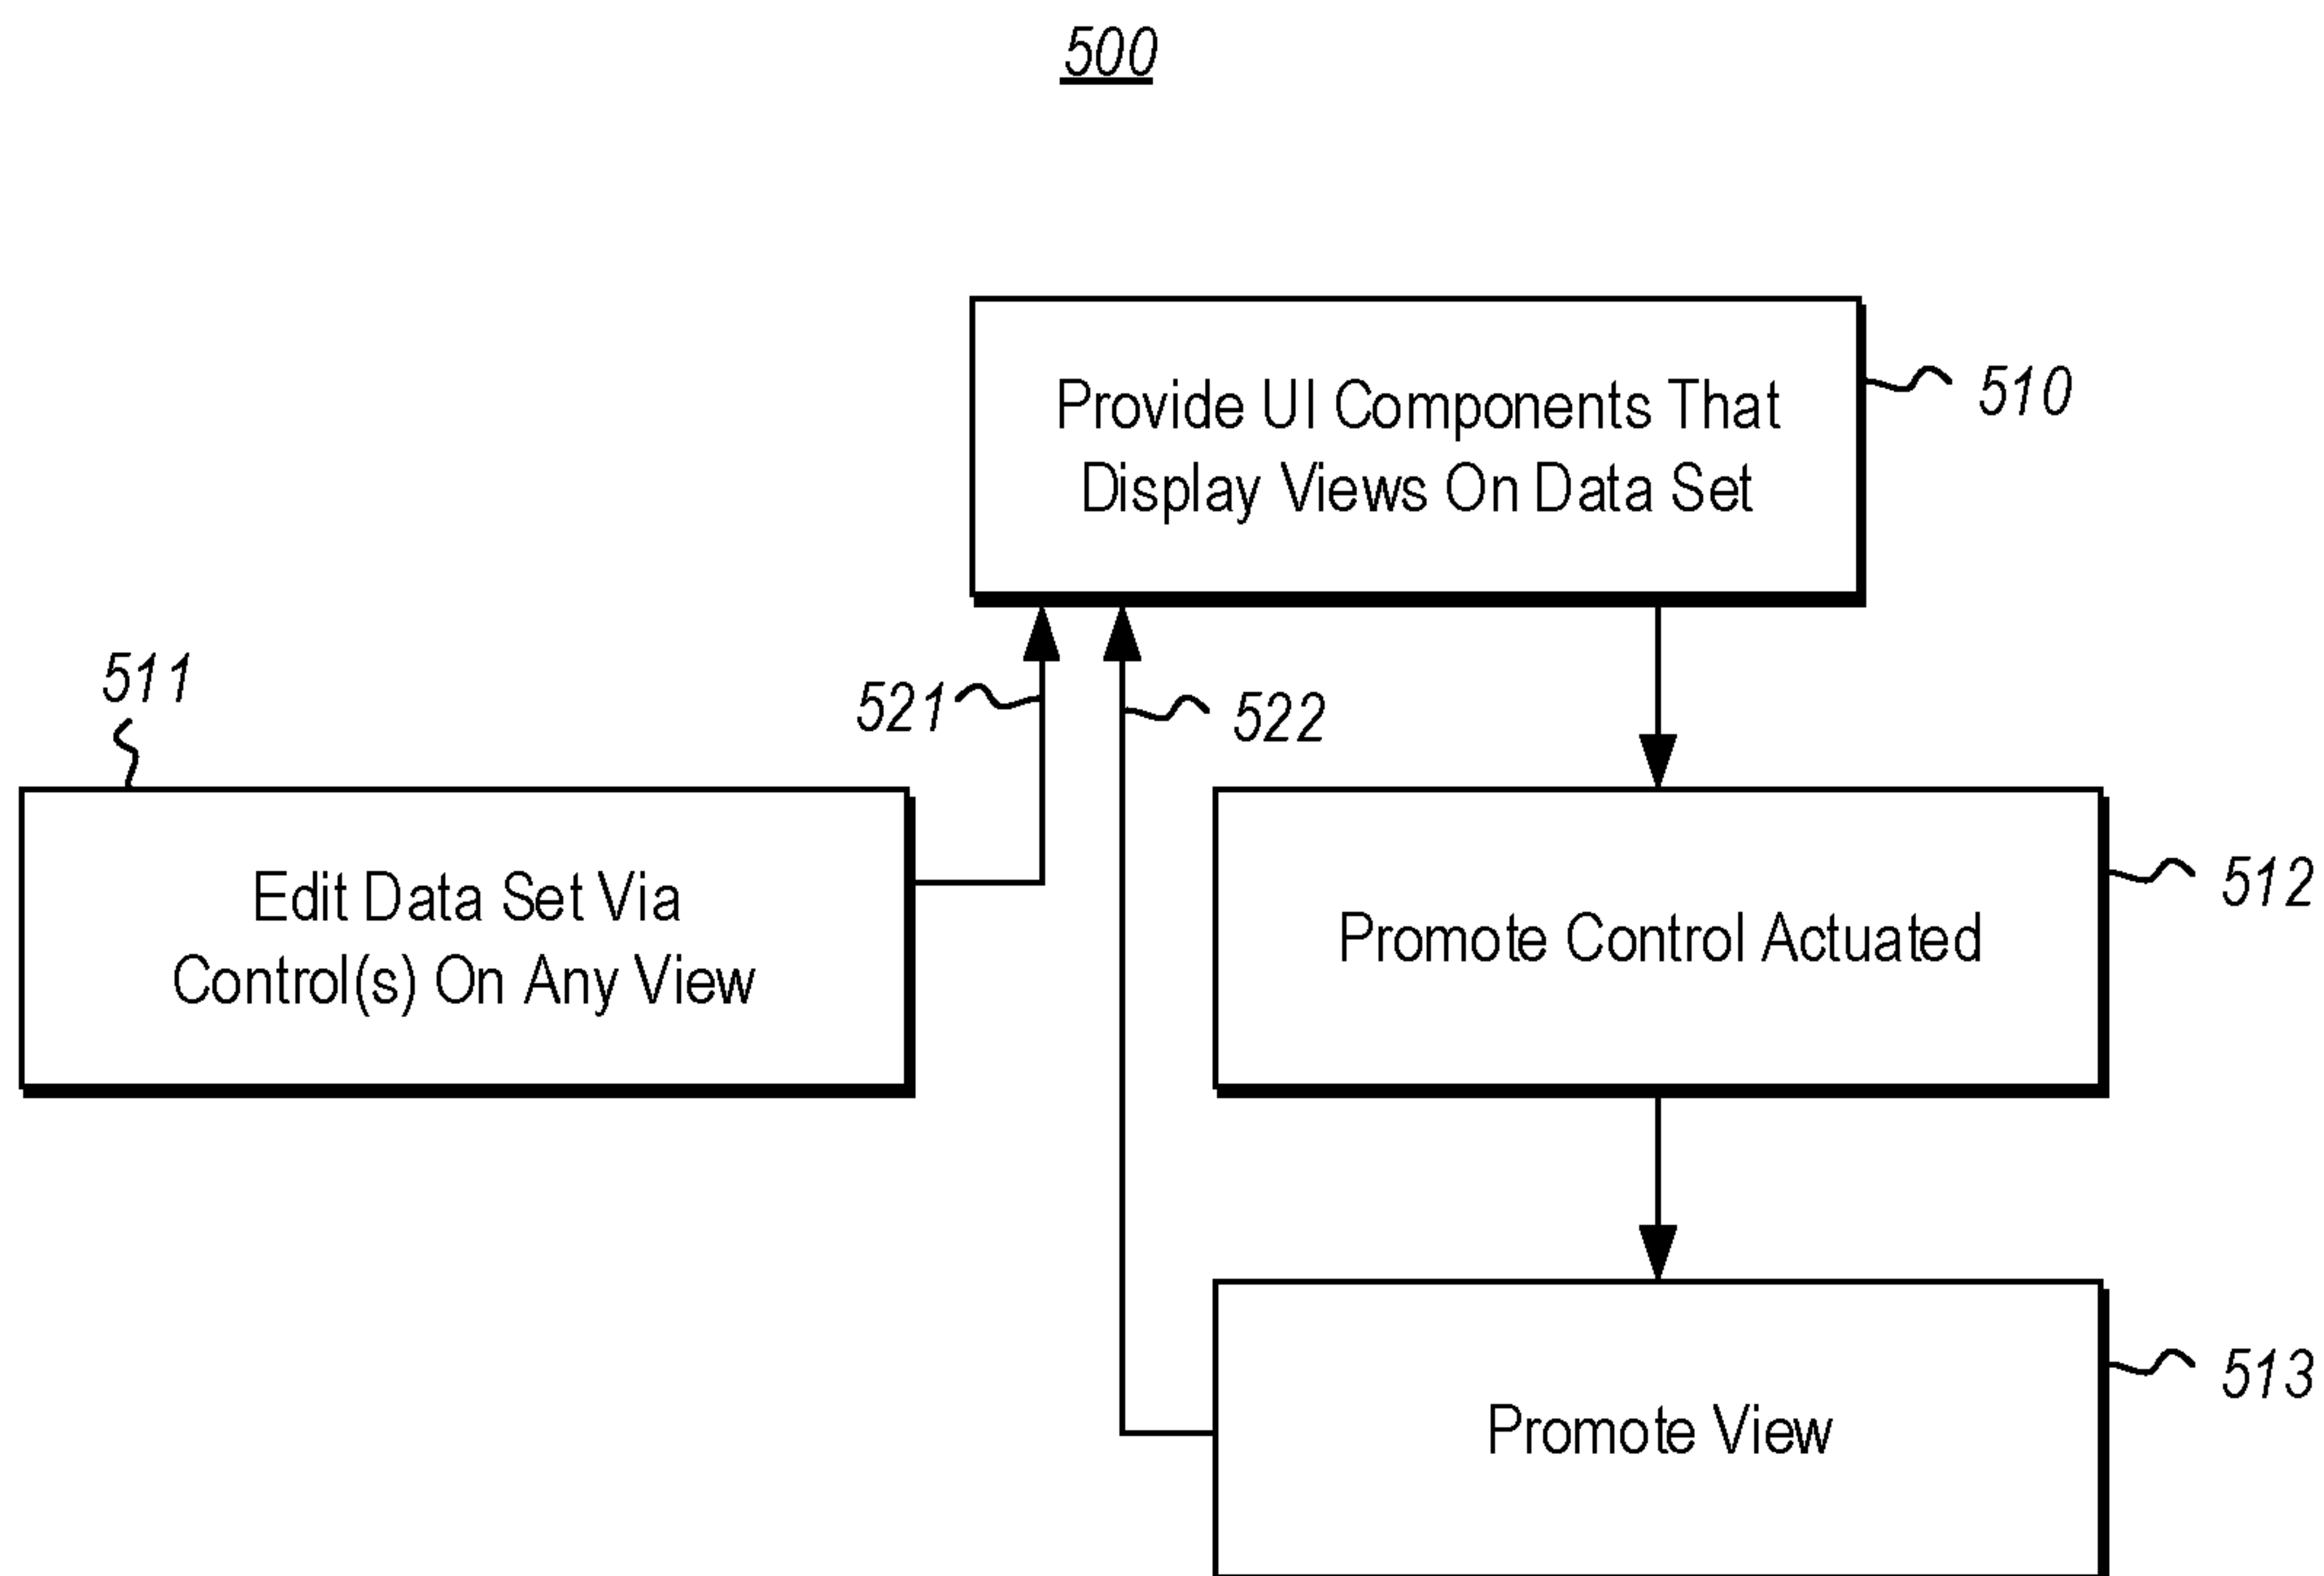 500
Provide UI Components That
Display Views On Data Set
510
511
521
522
Edit Data Set Via
Control(s) On Any View
Promote Control Actuated
512
Promote View
513